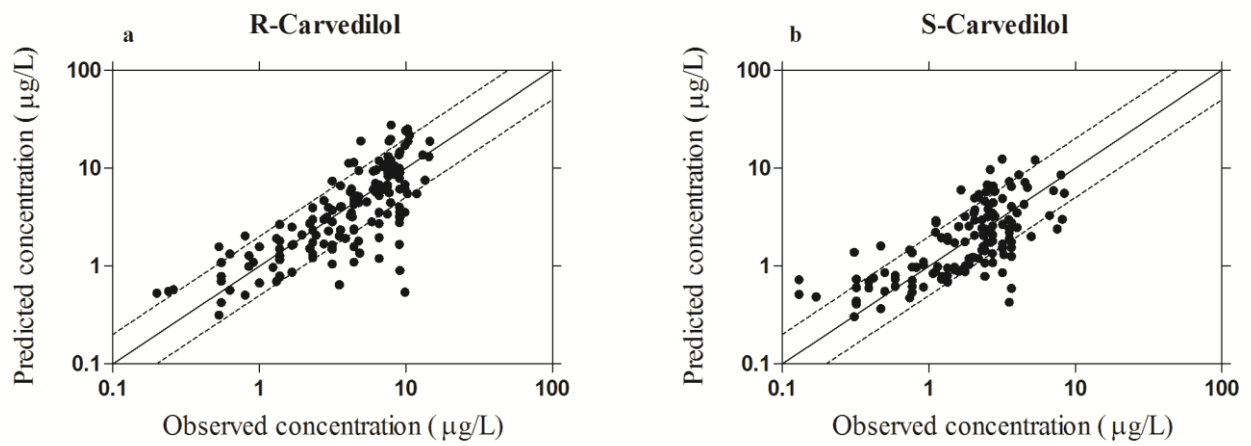 a
R-Carvedilol
Predicted concentration ( µg/L)
100
10
1
0.1
0.1
1
10
100
Observed concentration ( µg/L)
b
S-Carvedilol
Predicted concentration ( µg/L)
100
10
1
0.1
0.1
1
10
100
Observed concentration ( µg/L)